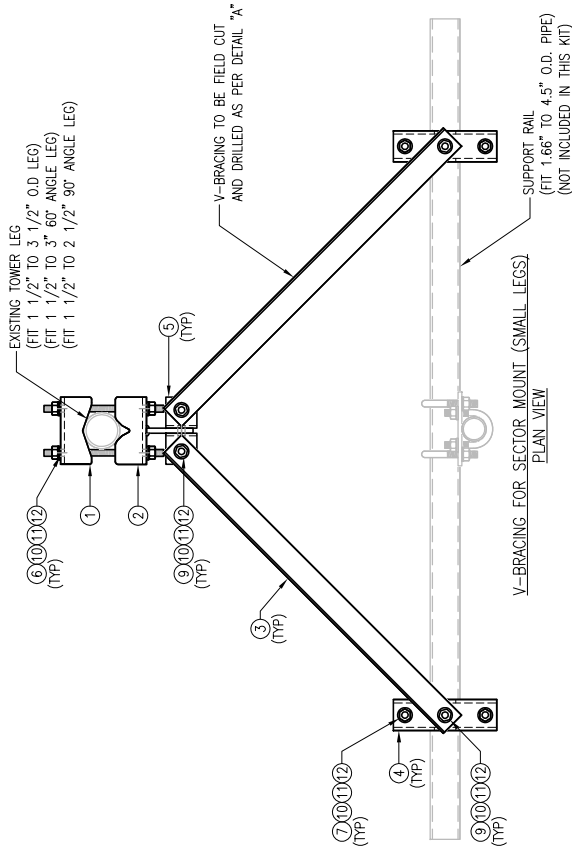 EXISTING TOWER LEG
(FIT 1 1/2" TO 3 1/2" O.D LEG)
(FIT 1 1/2" TO 3" 60° ANGLE LEG)
(FIT 1 1/2" TO 2 1/2" 90° ANGLE LEG)
6 10 11 12
(TYP)
1
2
5
(TYP)
9 10 11 12
(TYP)
V-BRACING TO BE FIELD CUT
AND DRILLED AS PER DETAIL "A"
3
(TYP)
7 10 11 12
(TYP)
4
(TYP)
9 10 11 12
(TYP)
SUPPORT RAIL
(FIT 1.66" TO 4.5" O.D. PIPE)
(NOT INCLUDED IN THIS KIT)
V-BRACING FOR SECTOR MOUNT (SMALL LEGS)
PLAN VIEW